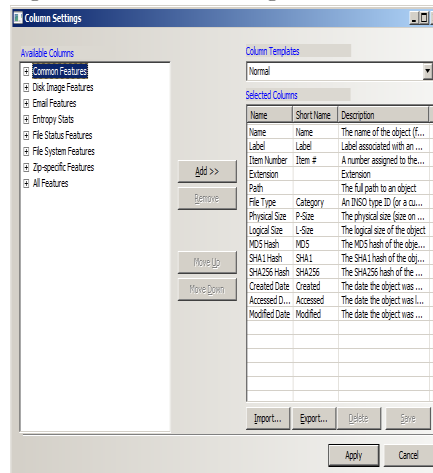 Column Settings
Available Columns
Common Features
Disk Image Features
Email Features
Entropy Stats
File Status Features
File System Features
Zip-specific Features
All Features
Add >>
Remove
Move Up
Move Down
Column Templates
Normal
Selected Columns
Name Short Name Description
Name Name The name of the object (f...
Label Label Label associated with an ...
Item Number Item # A number assigned to the...
Extension Extension
Path The full path to an object
File Type Category An INSO type ID (or a cu...
Physical Size P-Size The physical size (size on ...
Logical Size L-Size The logical size of the object
MD5 Hash MD5 The MD5 hash of the obje...
SHA1 Hash SHA1 The SHA1 hash of the obj...
SHA256 Hash SHA256 The SHA256 hash of the ...
Created Date Created The date the object was ...
Accessed D... Accessed The date the object was l...
Modified Date Modified The date the object was ...
Import... Export... Delete Save
Apply Cancel